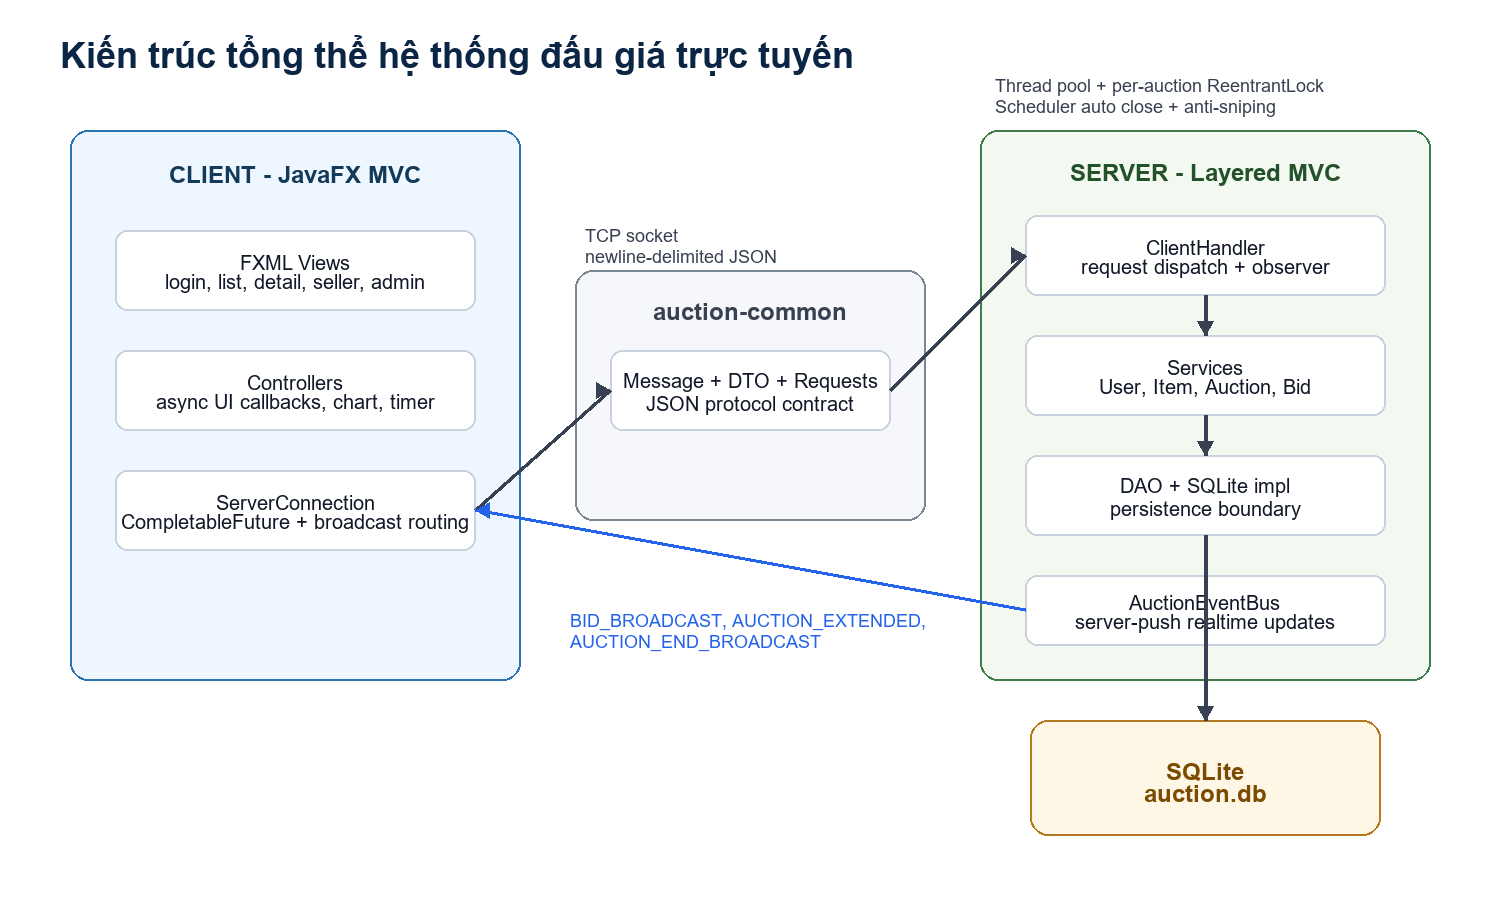 Kiến trúc tổng thể hệ thống đấu giá trực tuyến
Thread pool + per-auction ReentrantLock
Scheduler auto close + anti-sniping
CLIENT - JavaFX MVC
FXML Views
login, list, detail, seller, admin
Controllers
async UI callbacks, chart, timer
ServerConnection
CompletableFuture + broadcast routing
TCP socket
newline-delimited JSON
auction-common
Message + DTO + Requests
JSON protocol contract
BID_BROADCAST, AUCTION_EXTENDED,
AUCTION_END_BROADCAST
SERVER - Layered MVC
ClientHandler
request dispatch + observer
Services
User, Item, Auction, Bid
DAO + SQLite impl
persistence boundary
AuctionEventBus
server-push realtime updates
SQLite
auction.db